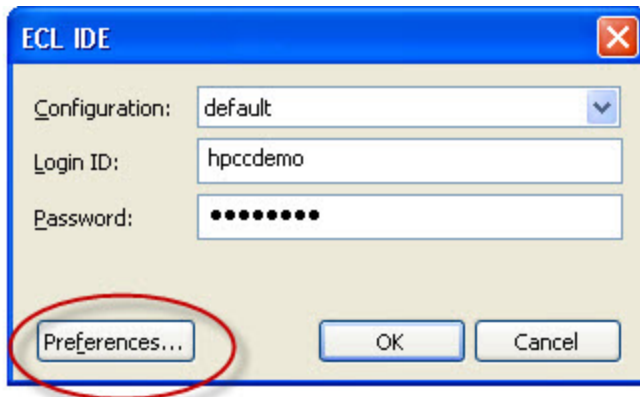 ECL IDE
Configuration: default
Login ID: hpccdemo
Password: ••••••••
Preferences... OK Cancel